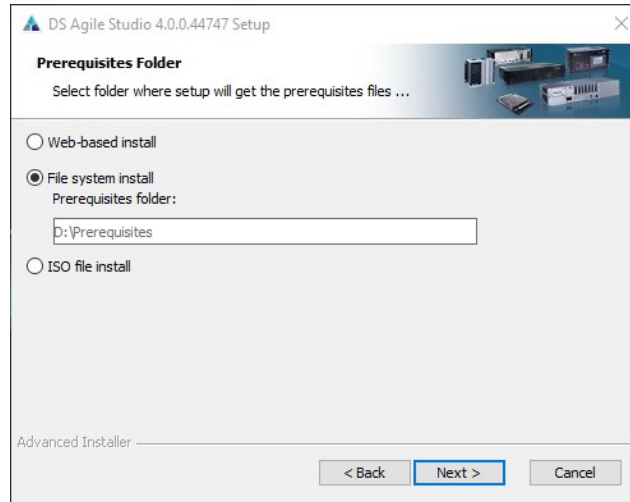 DS Agile Studio 4.0.0.44747 Setup
Prerequisites Folder
Select folder where setup will get the prerequisites files ...
Web-based install
File system install
Prerequisites folder:
D:\Prerequisites
ISO file install
Advanced Installer
< Back Next > Cancel